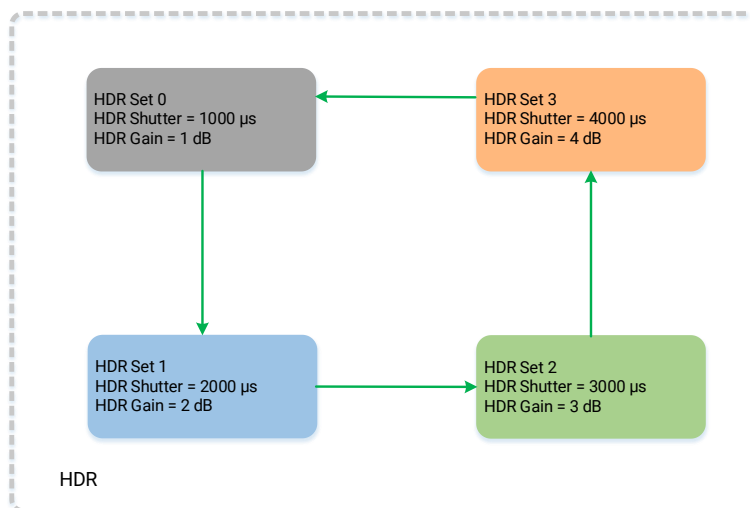 HDR Set 0
HDR Shutter = 1000 µs
HDR Gain = 1 dB
HDR Set 3
HDR Shutter = 4000 µs
HDR Gain = 4 dB
HDR Set 1
HDR Shutter = 2000 µs
HDR Gain = 2 dB
HDR Set 2
HDR Shutter = 3000 µs
HDR Gain = 3 dB
HDR